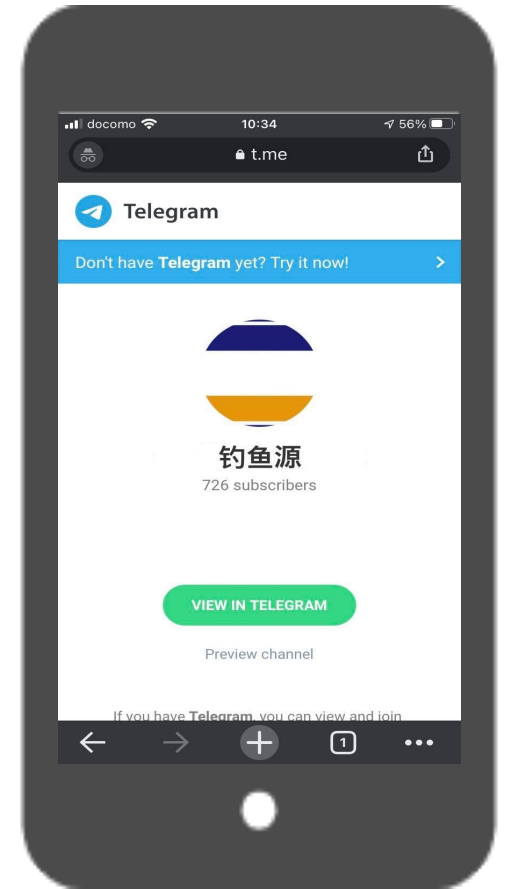 docomo 10:34 56%
t.me
Telegram
Don't have Telegram yet? Try it now!
钓鱼源
726 subscribers
VIEW IN TELEGRAM
Preview channel
If you have Telegram, you can view and join
1